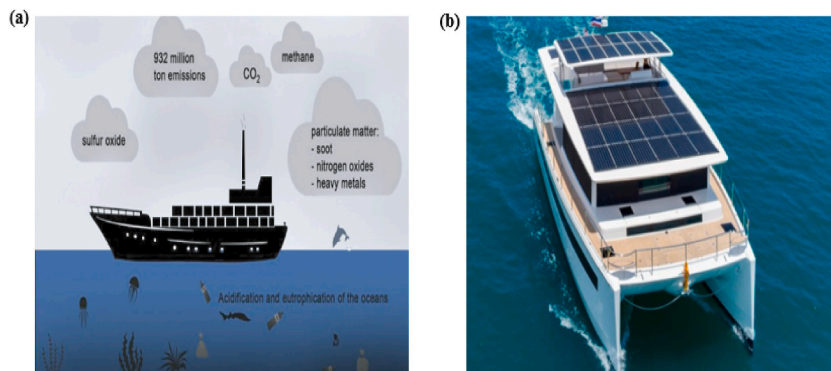 (a)
932 million
ton emissions
CO₂
methane
sulfur oxide
particulate matter:
- soot
- nitrogen oxides
- heavy metals
Acidification and eutrophication of the oceans
(b)